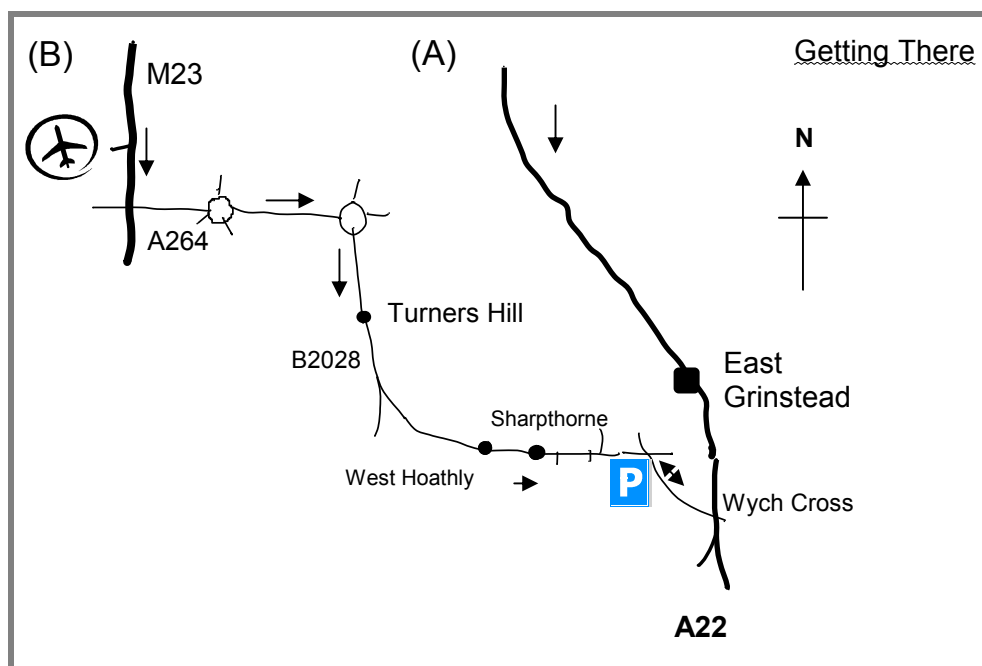 (B)
(A)
Getting There
M23
N
A264
Turners Hill
B2028
East
Grinstead
Sharpthorne
West Hoathly
P
Wych Cross
A22